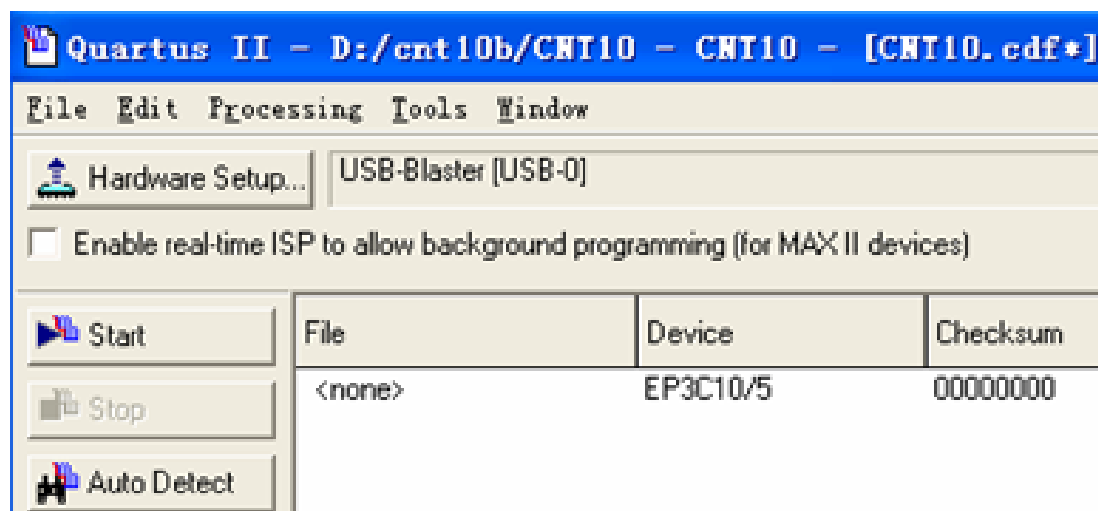 Quartus II - D:/cnt10b/CNT10 - CNT10 - [CNT10.cdf*]
File Edit Processing Tools Window
Hardware Setup... USB-Blaster [USB-0]
Enable real-time ISP to allow background programming (for MAX II devices)
Start File Device Checksum
<none> EP3C10/5 00000000
Stop
Auto Detect